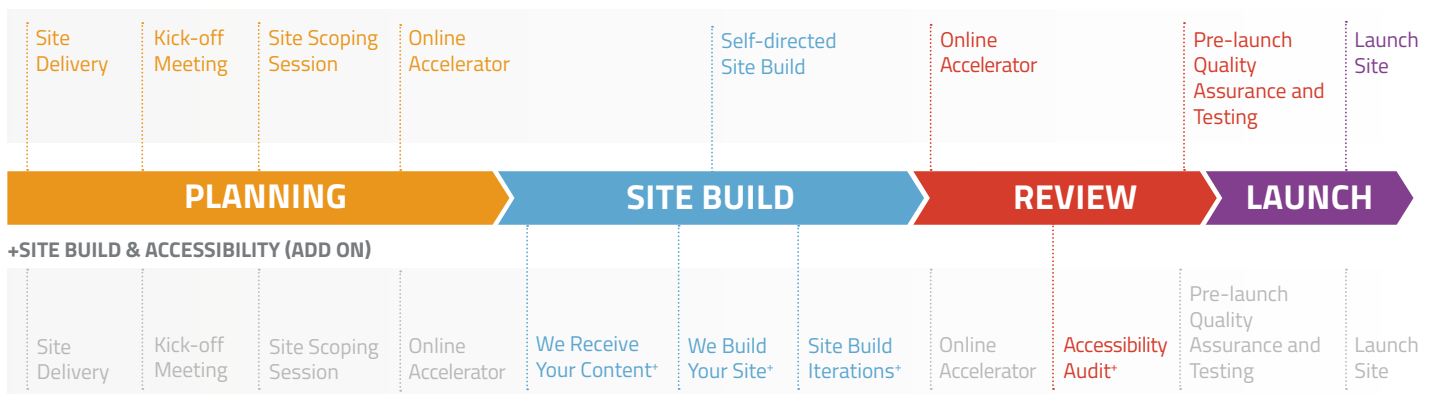 Site
Delivery
Kick-off
Meeting
Site Scoping
Session
Online
Accelerator
Self-directed
Site Build
Online
Accelerator
Pre-launch
Quality
Assurance and
Testing
Launch
Site
PLANNING
SITE BUILD
REVIEW
LAUNCH
+SITE BUILD & ACCESSIBILITY (ADD ON)
Site
Delivery
Kick-off
Meeting
Site Scoping
Session
Online
Accelerator
We Receive
Your Content+
We Build
Your Site+
Site Build
Iterations+
Online
Accelerator
Accessibility
Audit+
Pre-launch
Quality
Assurance and
Testing
Launch
Site